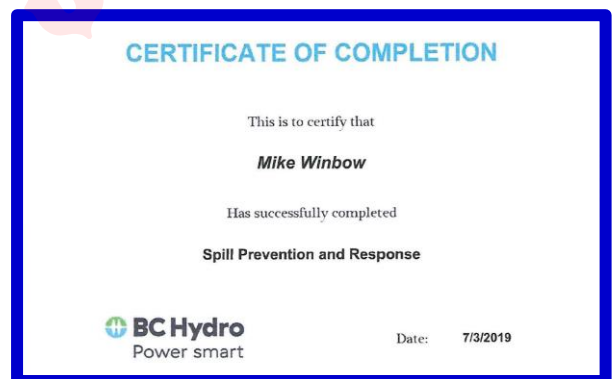 CERTIFICATE OF COMPLETION
This is to certify that
Mike Winbow
Has successfully completed
Spill Prevention and Response
BC Hydro
Power smart
Date: 7/3/2019